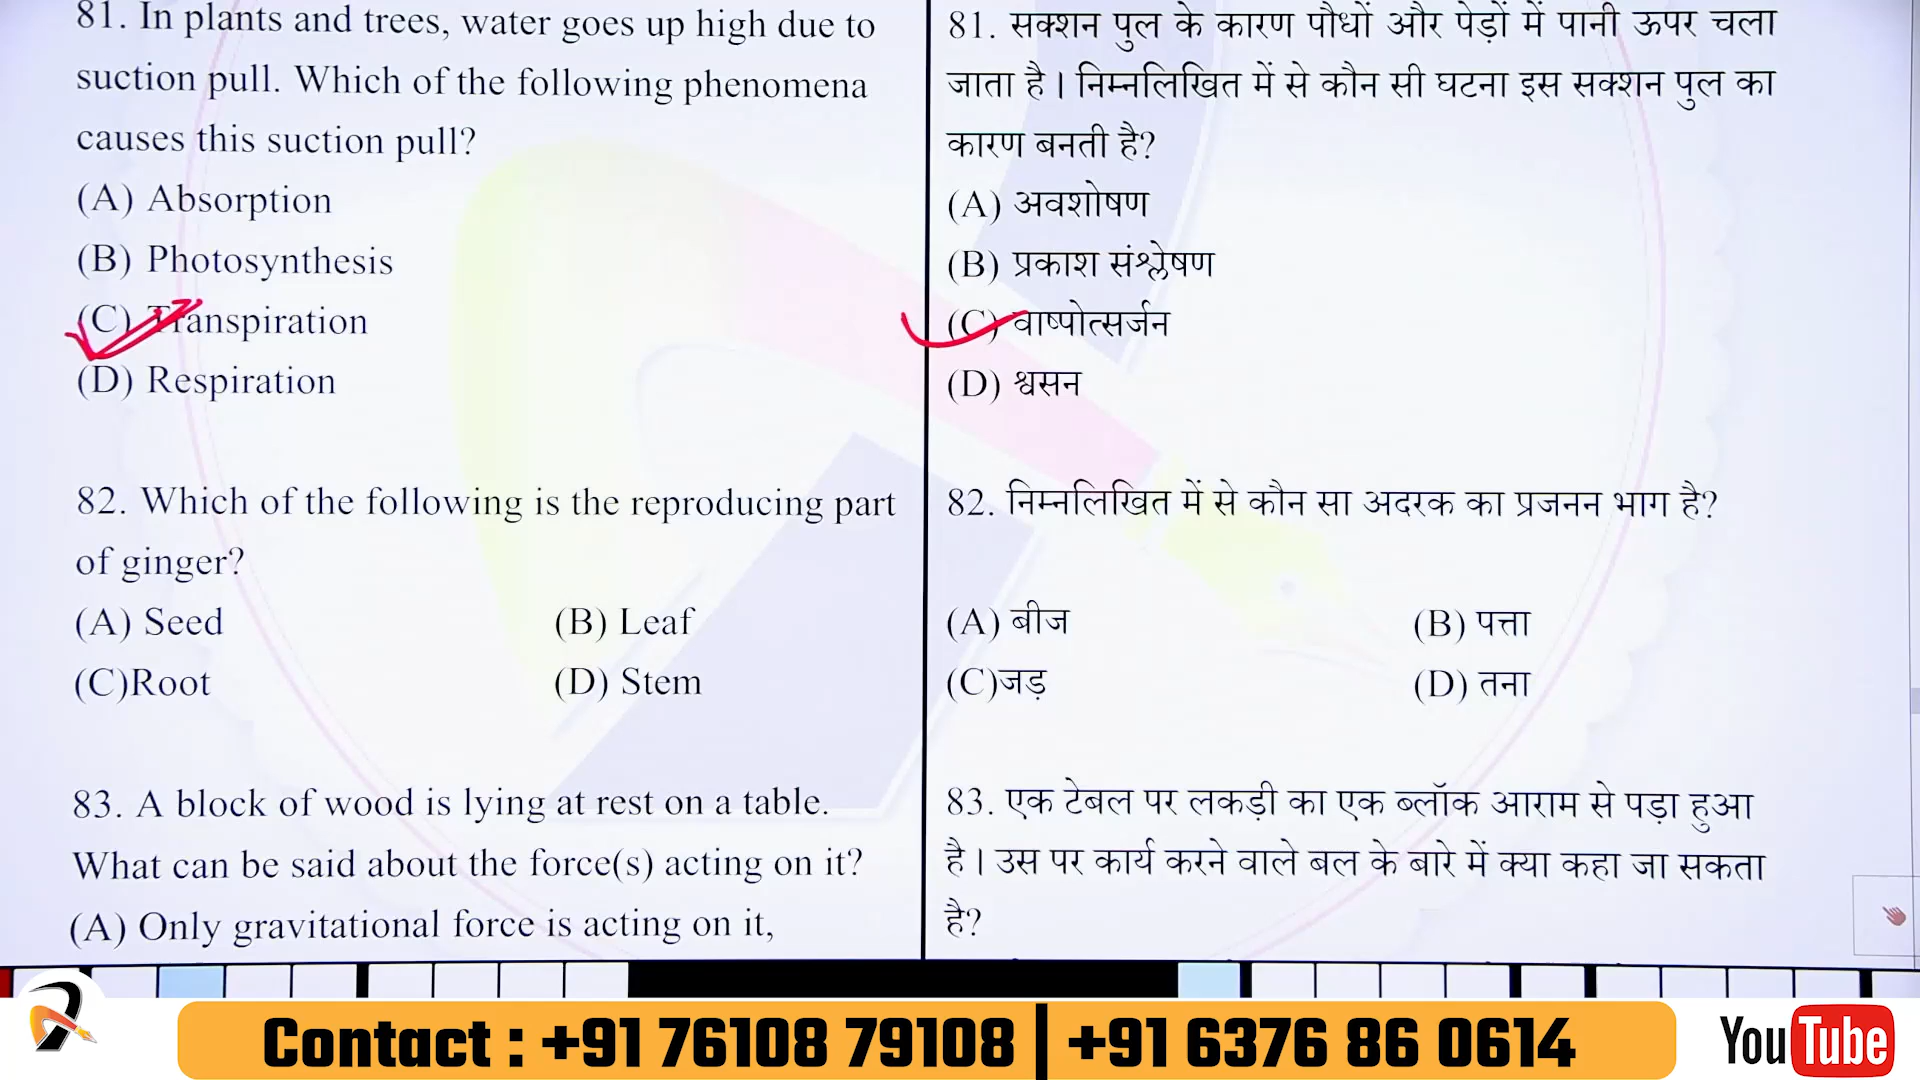 81. In plants and trees, water goes up high due to
suction pull. Which of the following phenomena
causes this suction pull?
(A) Absorption
(B) Photosynthesis
(C) Transpiration
(D) Respiration
82. Which of the following is the reproducing part
of ginger?
(A) Seed (B) Leaf
(C)Root (D) Stem
83. A block of wood is lying at rest on a table.
What can be said about the force(s) acting on it?
(A) Only gravitational force is acting on it,
81. सक्शन पुल के कारण पौधों और पेड़ों में पानी ऊपर चला
जाता है। निम्नलिखित में से कौन सी घटना इस सक्शन पुल का
कारण बनती है?
(A) अवशोषण
(B) प्रकाश संश्लेषण
(C) वाष्पोत्सर्जन
(D) श्वसन
82. निम्नलिखित में से कौन सा अदरक का प्रजनन भाग है?
(A) बीज (B) पत्ता
(C)जड़ (D) तना
83. एक टेबल पर लकड़ी का एक ब्लॉक आराम से पड़ा हुआ
है। उस पर कार्य करने वाले बल के बारे में क्या कहा जा सकता
है?
Contact : +91 76108 79108 | +91 6376 86 0614
YouTube